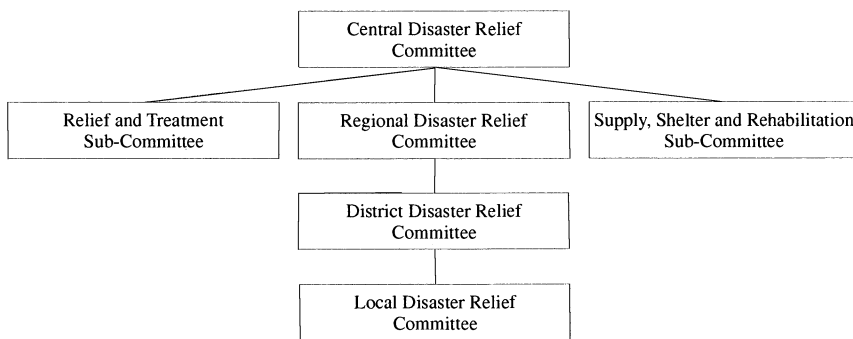 Central Disaster Relief
Committee
Relief and Treatment
Sub-Committee
Regional Disaster Relief
Committee
Supply, Shelter and Rehabilitation
Sub-Committee
District Disaster Relief
Committee
Local Disaster Relief
Committee